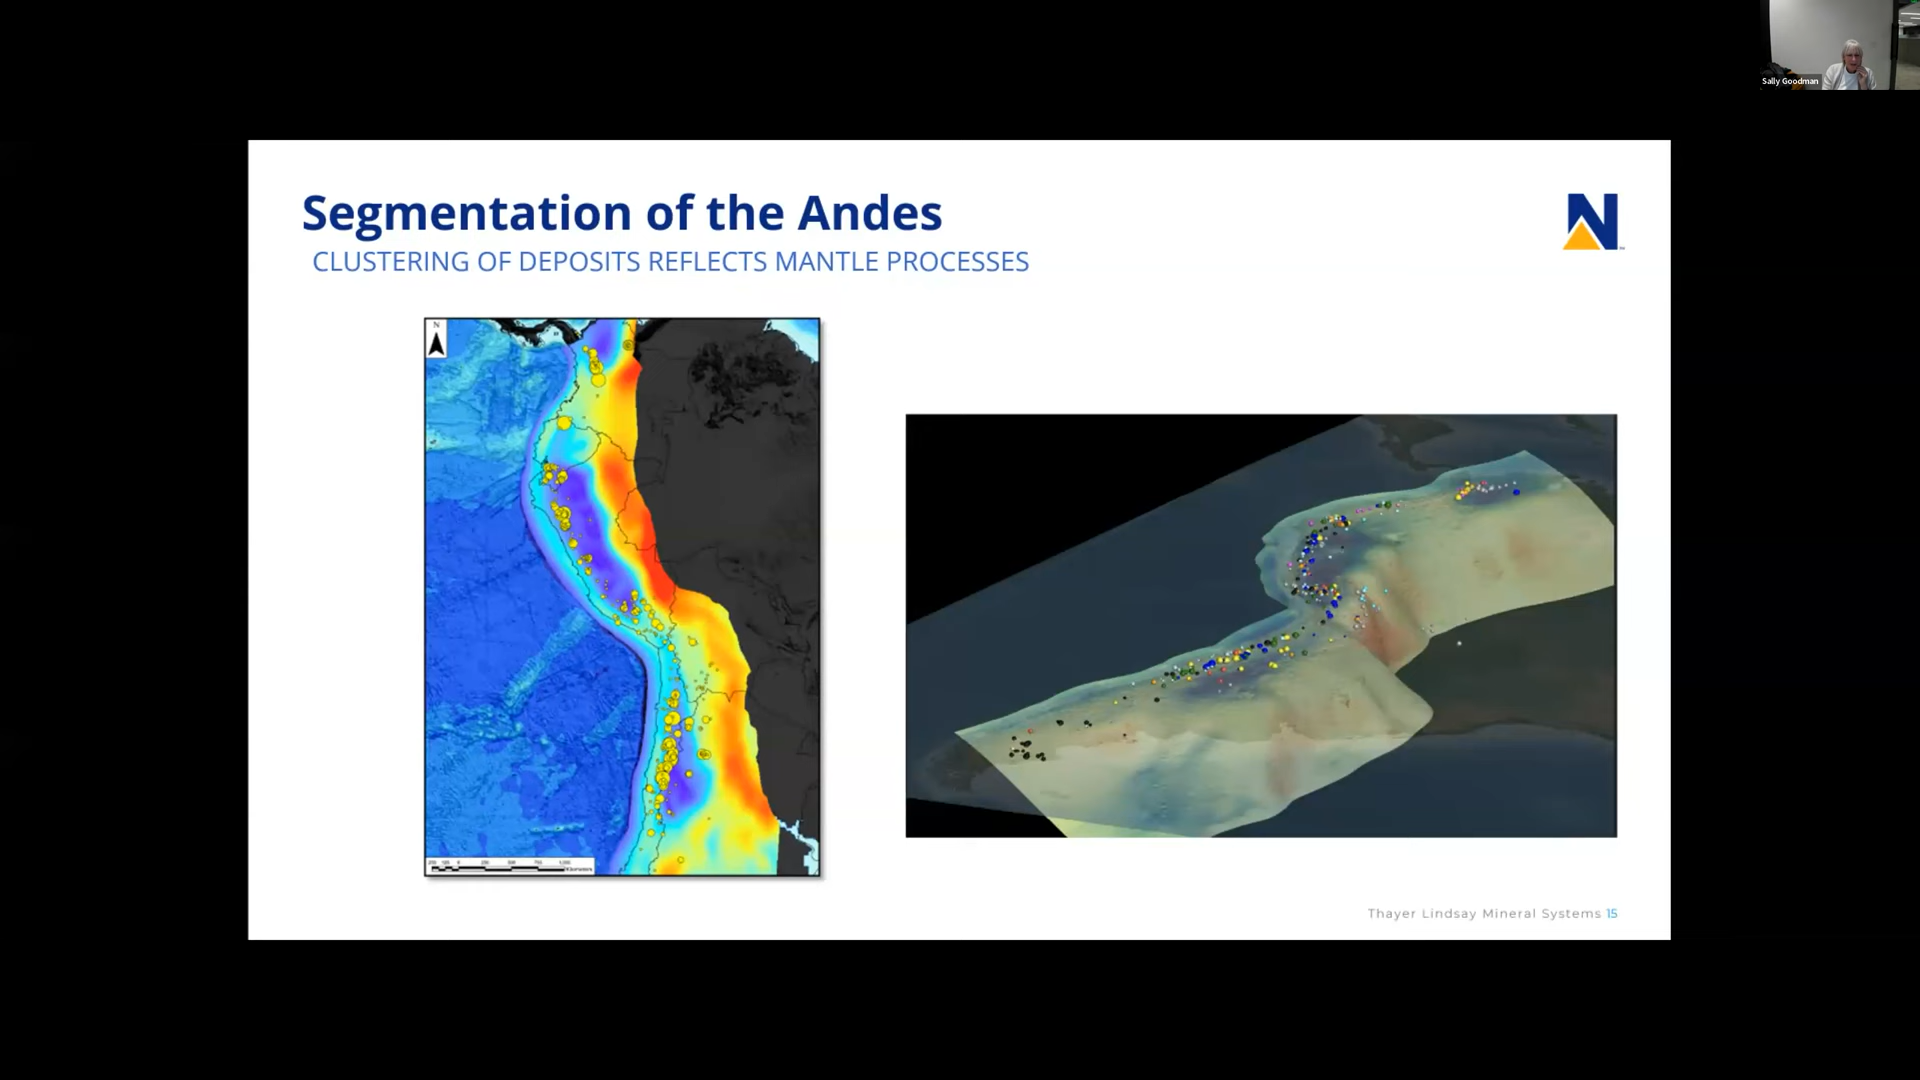 Sally Goodman
Segmentation of the Andes
CLUSTERING OF DEPOSITS REFLECTS MANTLE PROCESSES
N
Thayer Lindsay Mineral Systems 15